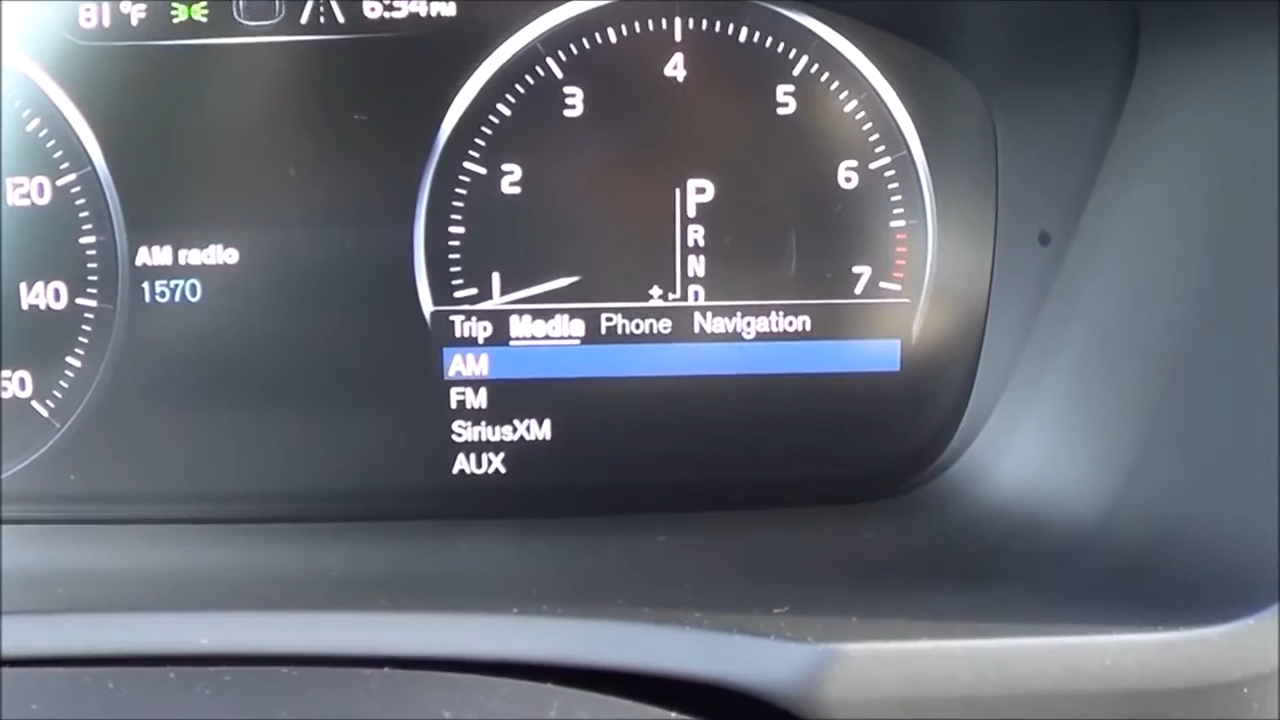 81°F 6:34PM
4
3 5
2 6
120
P
R
N
D
7
140
AM radio
1570
±
Trip Media Phone Navigation
AM
FM
SiriusXM
AUX